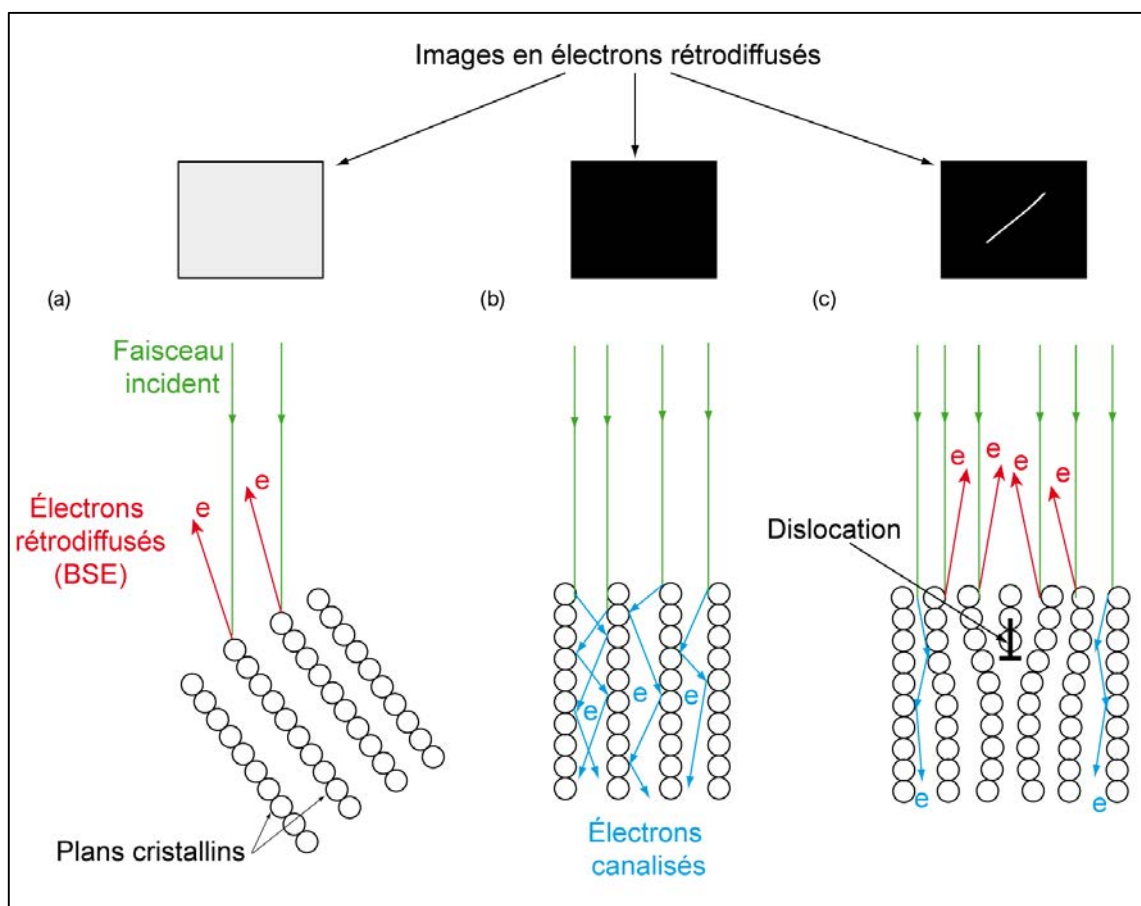 Images en électrons rétrodiffusés
(a)
(b)
(c)
Faisceau
incident
e
e
Électrons
rétrodiffusés
(BSE)
Plans cristallins
e
e
e
Électrons
canalisés
e
e
e
e
Dislocation
e
e